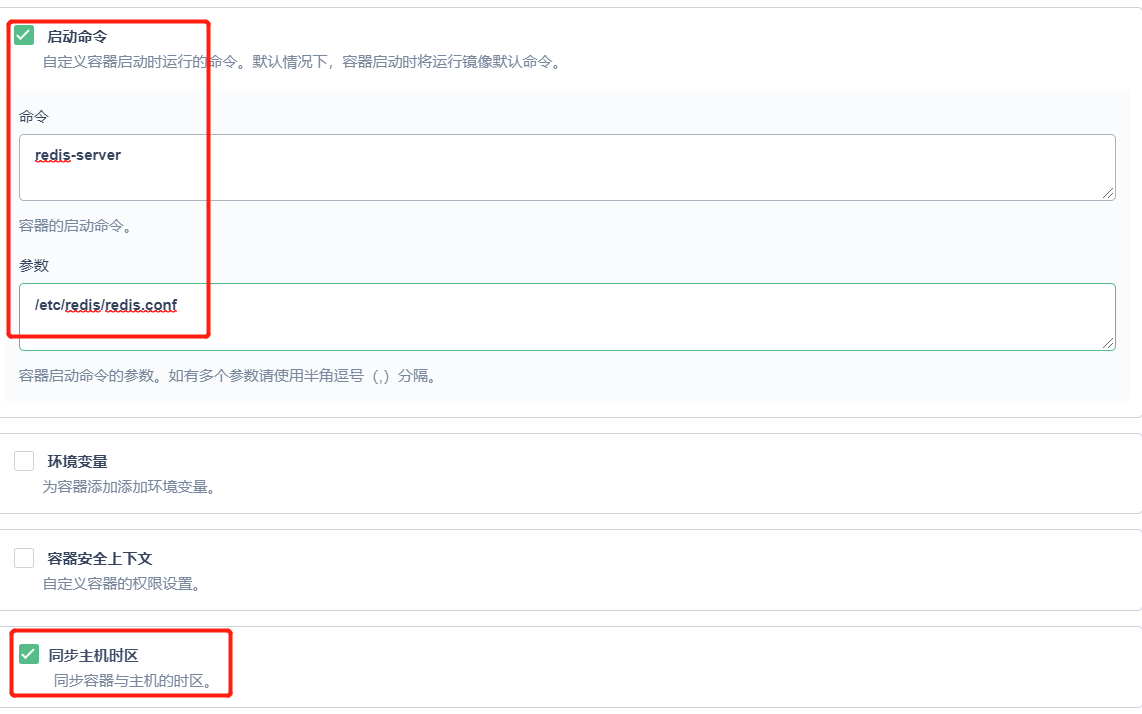 启动命令
自定义容器启动时运行的命令。默认情况下，容器启动时将运行镜像默认命令。
命令
redis-server
容器的启动命令。
参数
/etc/redis/redis.conf
容器启动命令的参数。如有多个参数请使用半角逗号（,）分隔。
环境变量
为容器添加添加环境变量。
容器安全上下文
自定义容器的权限设置。
同步主机时区
同步容器与主机的时区。